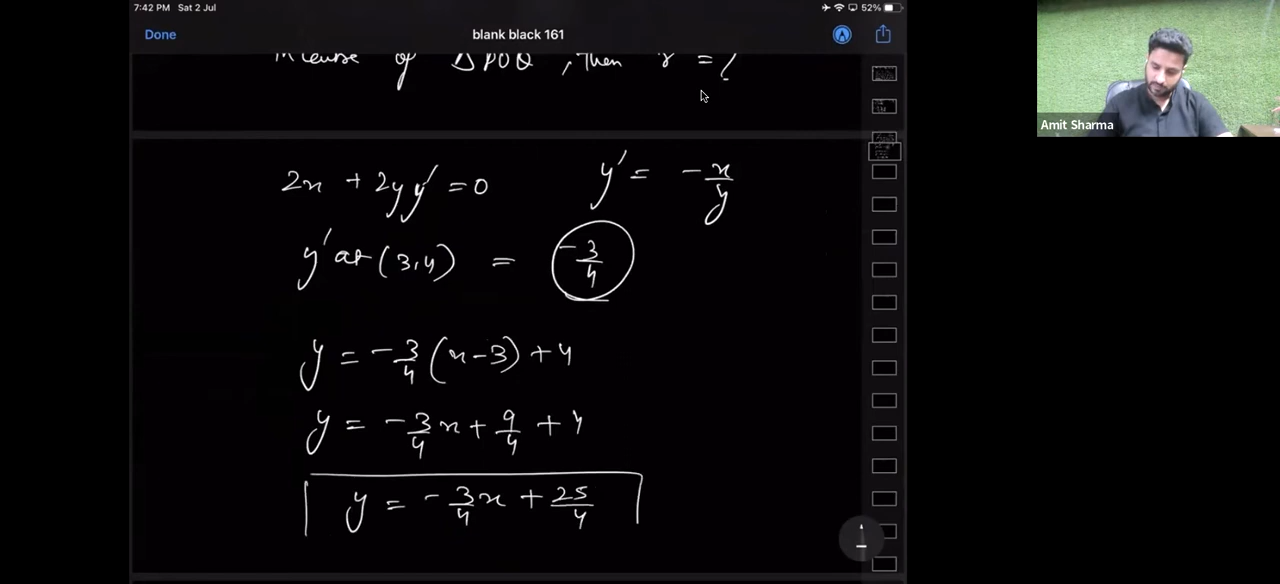 7:42 PM Sat 2 Jul
52%
Done
blank black 161
incentre of ΔPOQ, then r = ?
Amit Sharma
2x + 2yy' = 0
y' = -x/y
y' at (3,4) = -3/4
y = -3/4 (x-3) + 4
y = -3/4 x + 9/4 + 4
y = -3/4 x + 25/4